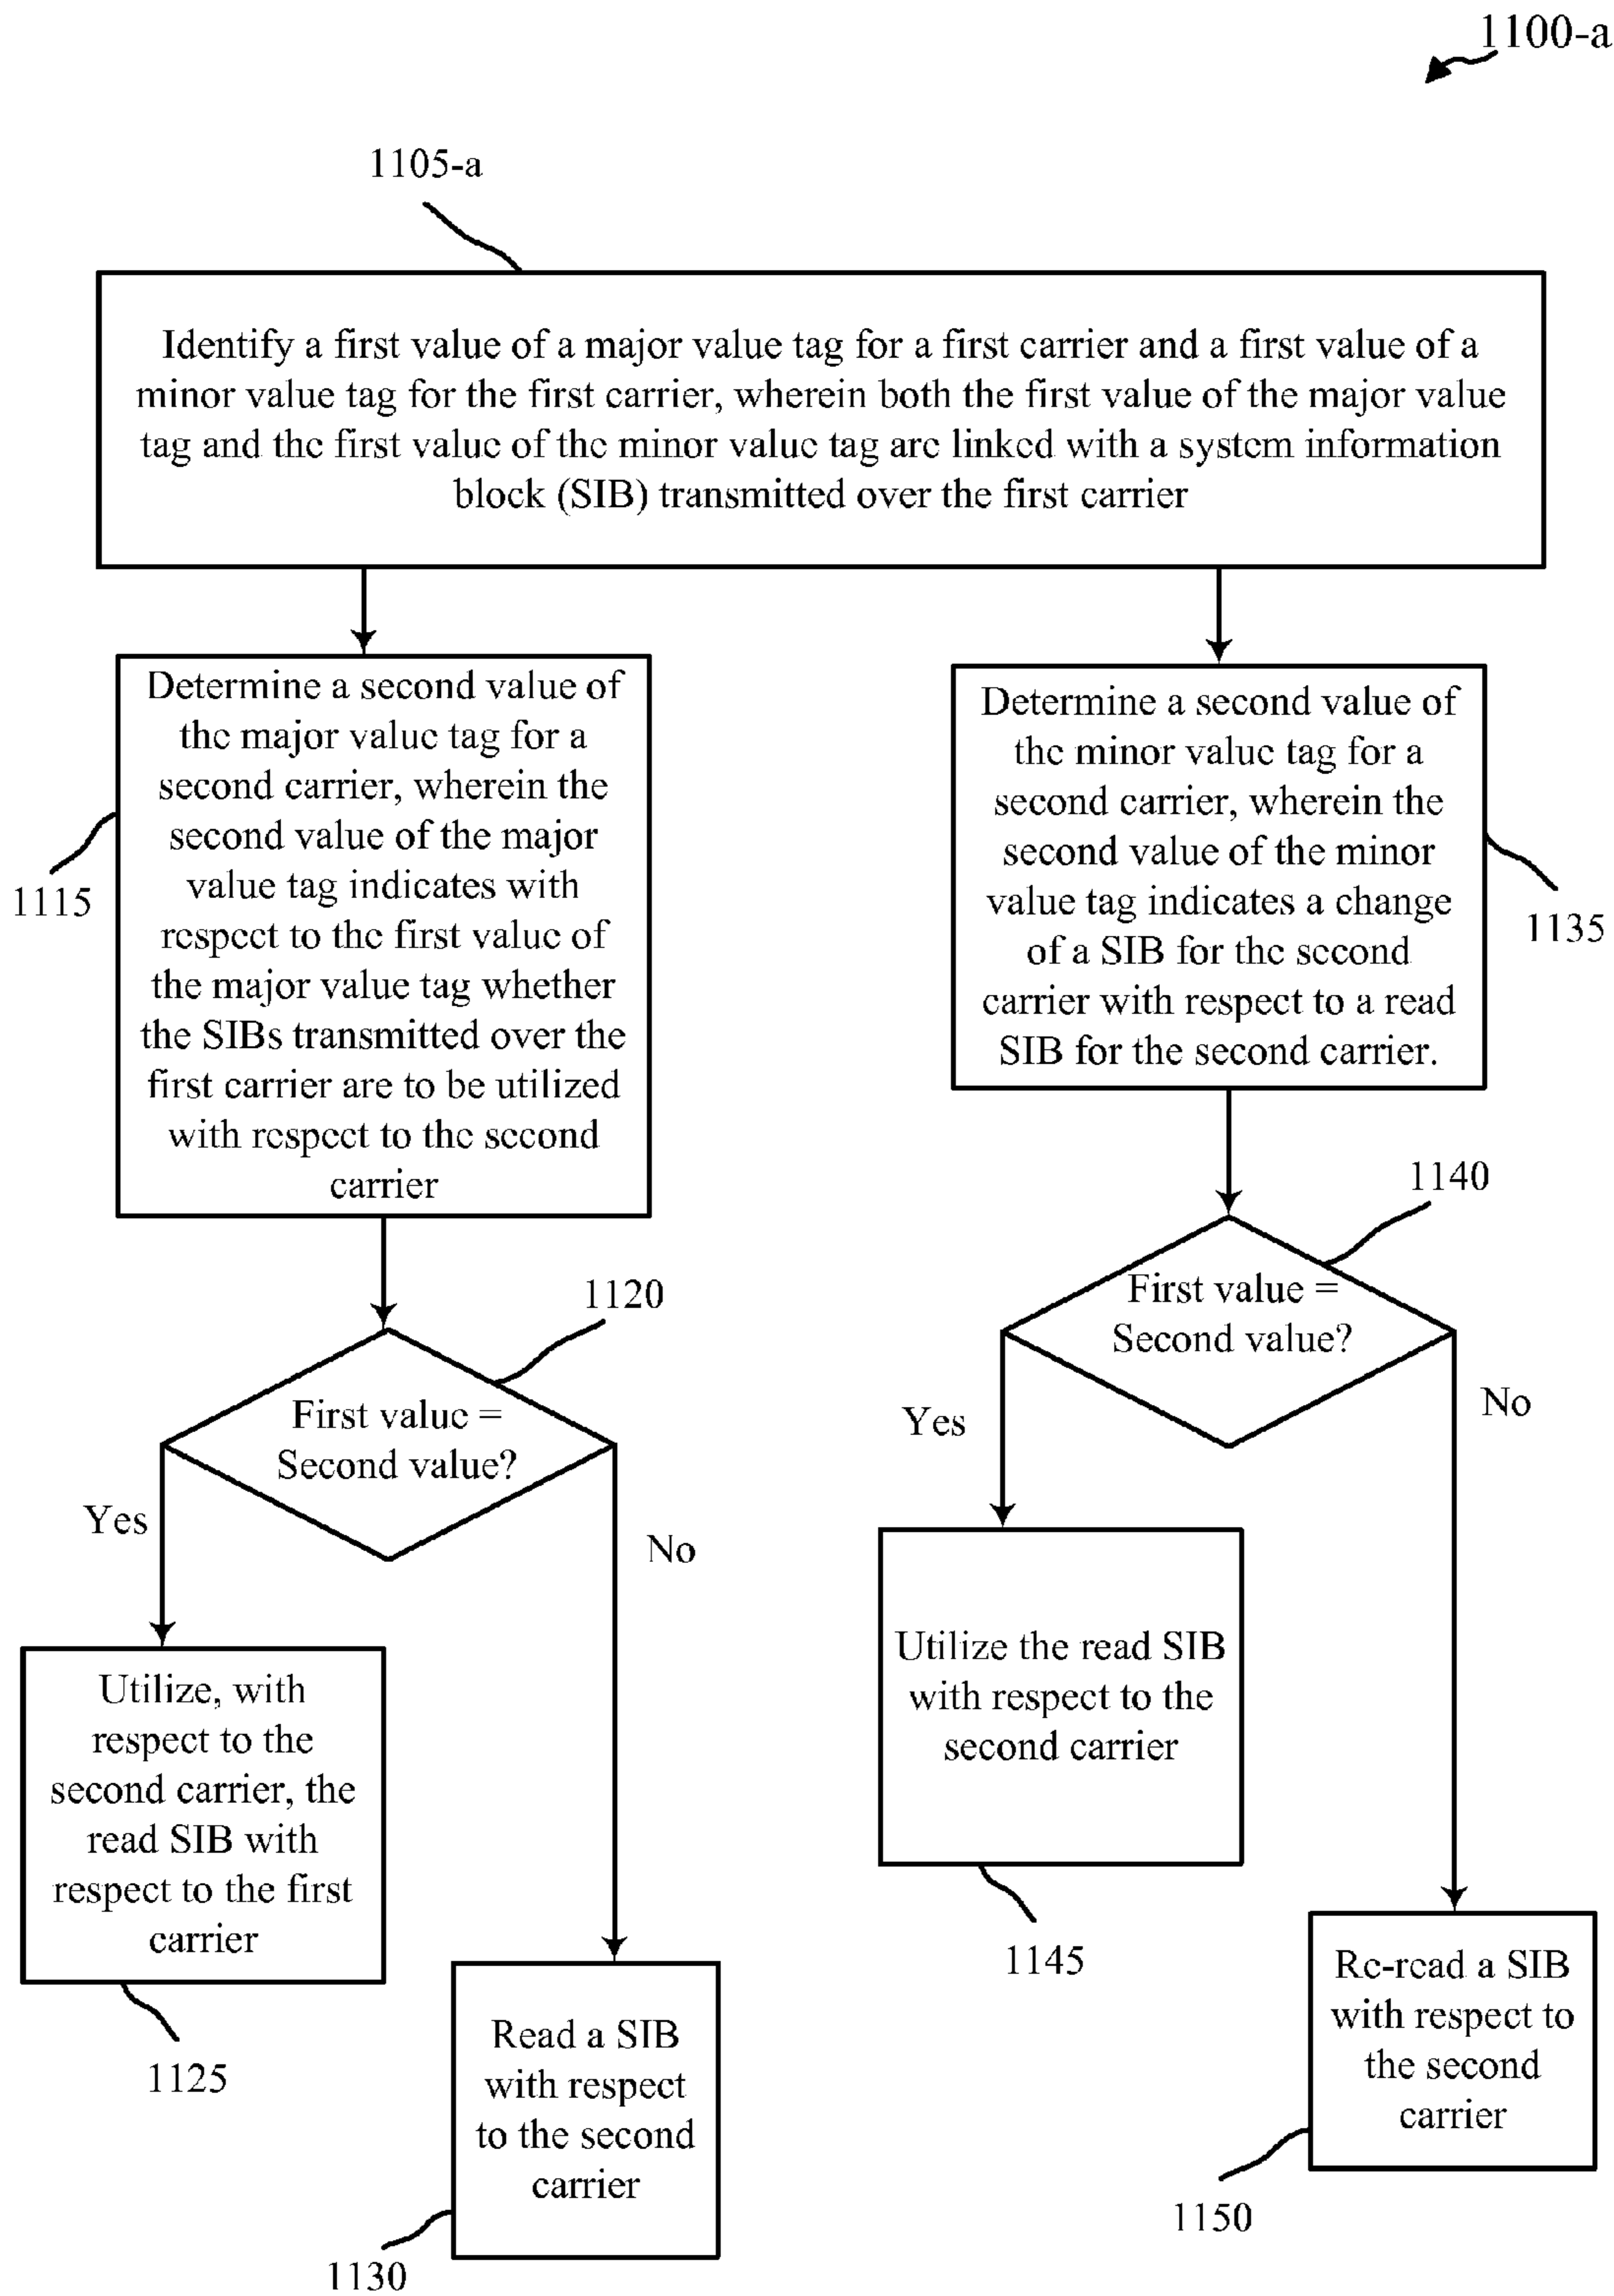 1100-a
1105-a
Identify a first value of a major value tag for a first carrier and a first value of a
minor value tag for the first carrier, wherein both the first value of the major value
tag and the first value of the minor value tag are linked with a system information
block (SIB) transmitted over the first carrier
Determine a second value of
the major value tag for a
second carrier, wherein the
second value of the major
value tag indicates with
respect to the first value of
the major value tag whether
the SIBs transmitted over the
first carrier are to be utilized
with respect to the second
carrier
1115
Determine a second value of
the minor value tag for a
second carrier, wherein the
second value of the minor
value tag indicates a change
of a SIB for the second
carrier with respect to a read
SIB for the second carrier.
1135
1120
First value =
Second value?
Yes
No
1140
First value =
Second value?
Yes
No
Utilize, with
respect to the
second carrier, the
read SIB with
respect to the first
carrier
1125
Read a SIB
with respect
to the second
carrier
1130
Utilize the read SIB
with respect to the
second carrier
1145
Re-read a SIB
with respect to
the second
carrier
1150